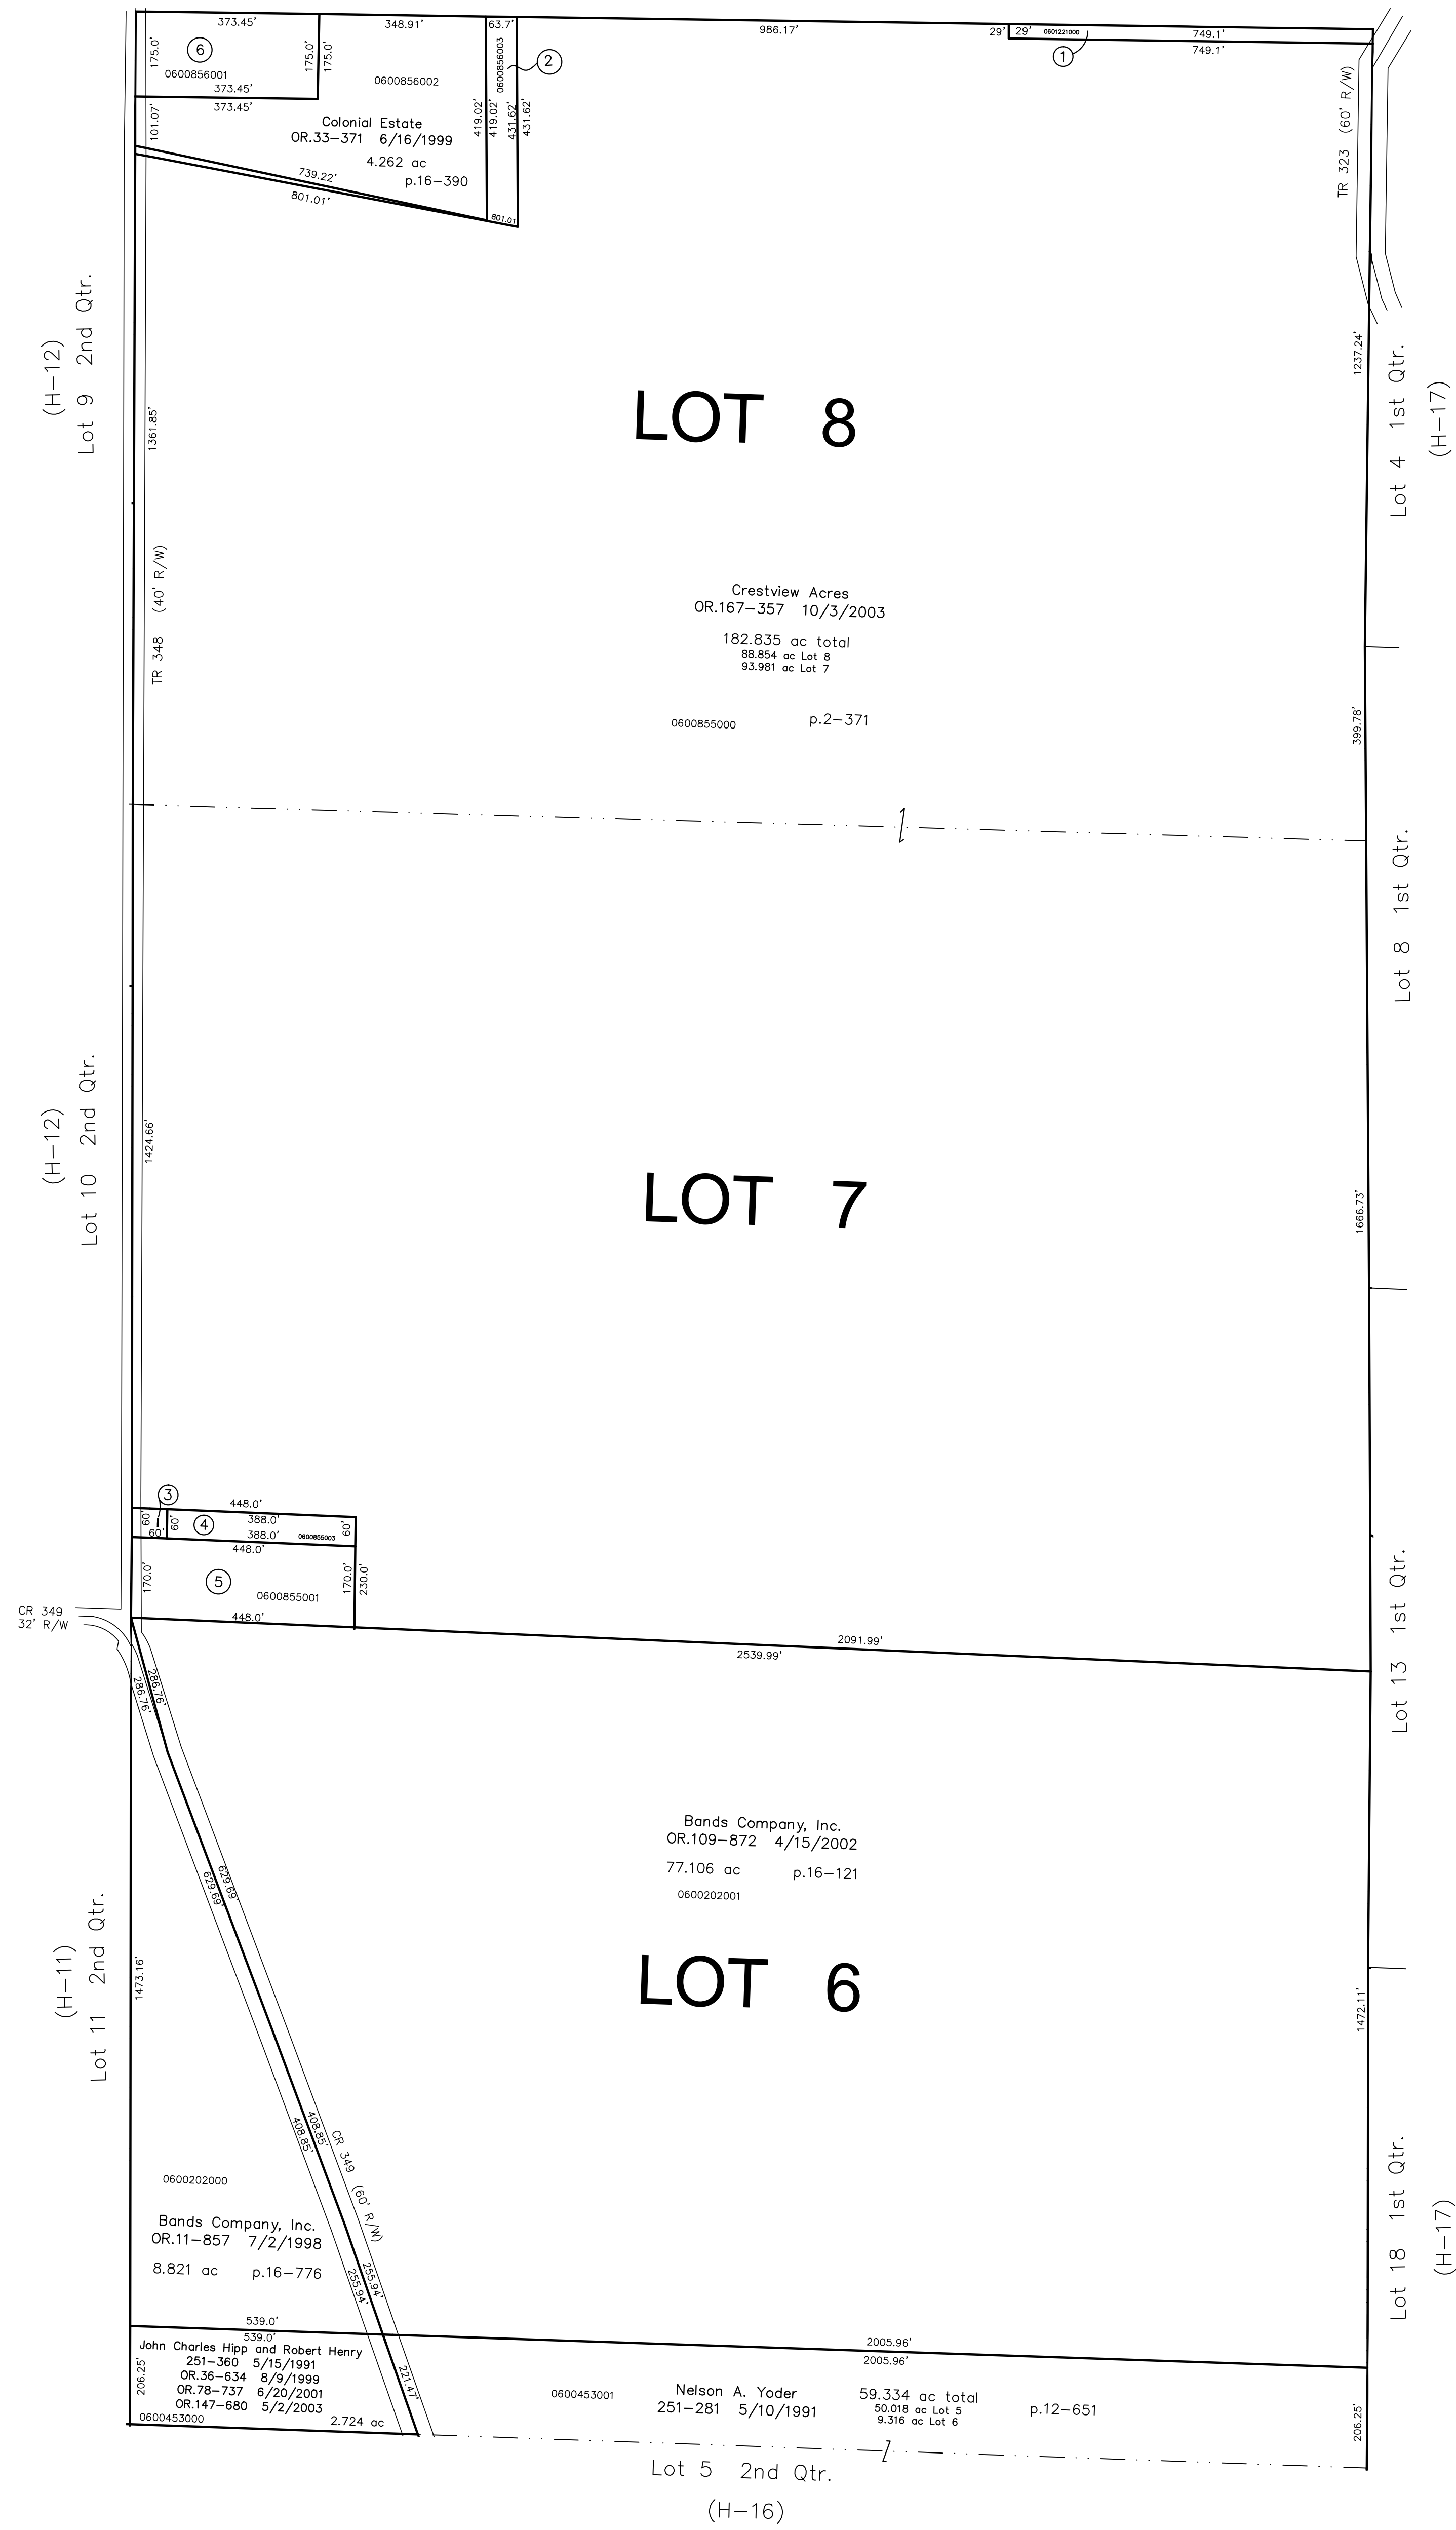 373.45'
348.91'
63.7'
986.17'
29'
29'
0601221000
749.1'
749.1'
1
175.0'
6
0600856001
373.45'
175.0'
175.0'
0600856002
0600856003
2
373.45'
101.07'
419.02'
419.02'
431.62'
431.62'
Colonial Estate
OR.33-371 6/16/1999
4.262 ac
p.16-390
739.22'
801.01'
801.01'
TR 323 (60' R/W)
(H-12)
Lot 9 2nd Qtr.
1361.85'
TR 348 (40' R/W)
LOT 8
1237.24'
Lot 4 1st Qtr.
(H-17)
Crestview Acres
OR.167-357 10/3/2003
182.835 ac total
88.854 ac Lot 8
93.981 ac Lot 7
0600855000
p.2-371
399.78'
Lot 8 1st Qtr.
(H-12)
Lot 10 2nd Qtr.
1424.66'
LOT 7
1666.73'
3
448.0'
60'
60'
60'
4
388.0'
388.0'
0600855003
60'
448.0'
170.0'
5
0600855001
170.0'
230.0'
448.0'
CR 349
32' R/W
2091.99'
2539.99'
Lot 13 1st Qtr.
286.76'
286.76'
629.69'
629.69'
Bands Company, Inc.
OR.109-872 4/15/2002
77.106 ac
p.16-121
0600202001
LOT 6
(H-11)
Lot 11 2nd Qtr.
1473.16'
1472.11'
408.85'
408.85'
CR 349 (60' R/W)
0600202000
Bands Company, Inc.
OR.11-857 7/2/1998
8.821 ac
p.16-776
255.94'
255.94'
Lot 18 1st Qtr.
(H-17)
539.0'
539.0'
2005.96'
2005.96'
John Charles Hipp and Robert Henry
251-360 5/15/1991
OR.36-634 8/9/1999
OR.78-737 6/20/2001
OR.147-680 5/2/2003
206.25'
0600453000
2.724 ac
221.47'
0600453001
Nelson A. Yoder
251-281 5/10/1991
59.334 ac total
50.018 ac Lot 5
9.316 ac Lot 6
p.12-651
206.25'
Lot 5 2nd Qtr.
(H-16)